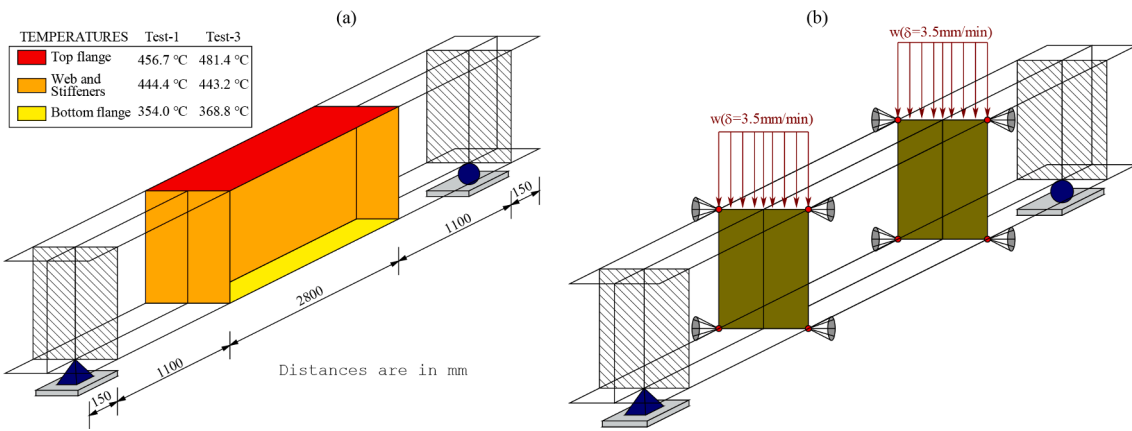 (a)
TEMPERATURES Test-1 Test-3
Top flange 456.7 °C 481.4 °C
Web and
Stiffeners 444.4 °C 443.2 °C
Bottom flange 354.0 °C 368.8 °C
150
1100
2800
1100
150
Distances are in mm
(b)
w(δ=3.5mm/min)
w(δ=3.5mm/min)